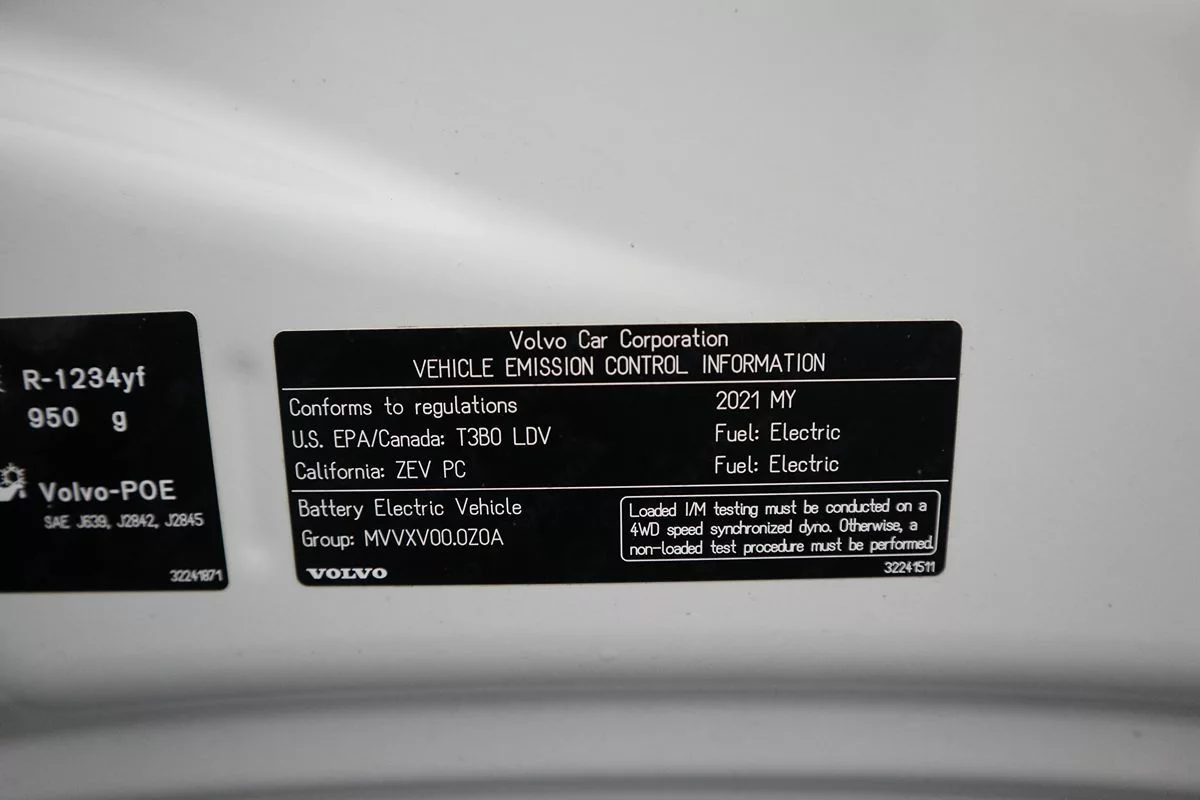 R-1234yf
950 g
Volvo-POE
SAE J639, J2842, J2845
32241871
Volvo Car Corporation
VEHICLE EMISSION CONTROL INFORMATION
Conforms to regulations 2021 MY
U.S. EPA/Canada: T3B0 LDV Fuel: Electric
California: ZEV PC Fuel: Electric
Battery Electric Vehicle
Group: MVVXV00.0Z0A
Loaded I/M testing must be conducted on a
4WD speed synchronized dyno. Otherwise, a
non-loaded test procedure must be performed
VOLVO
32241511